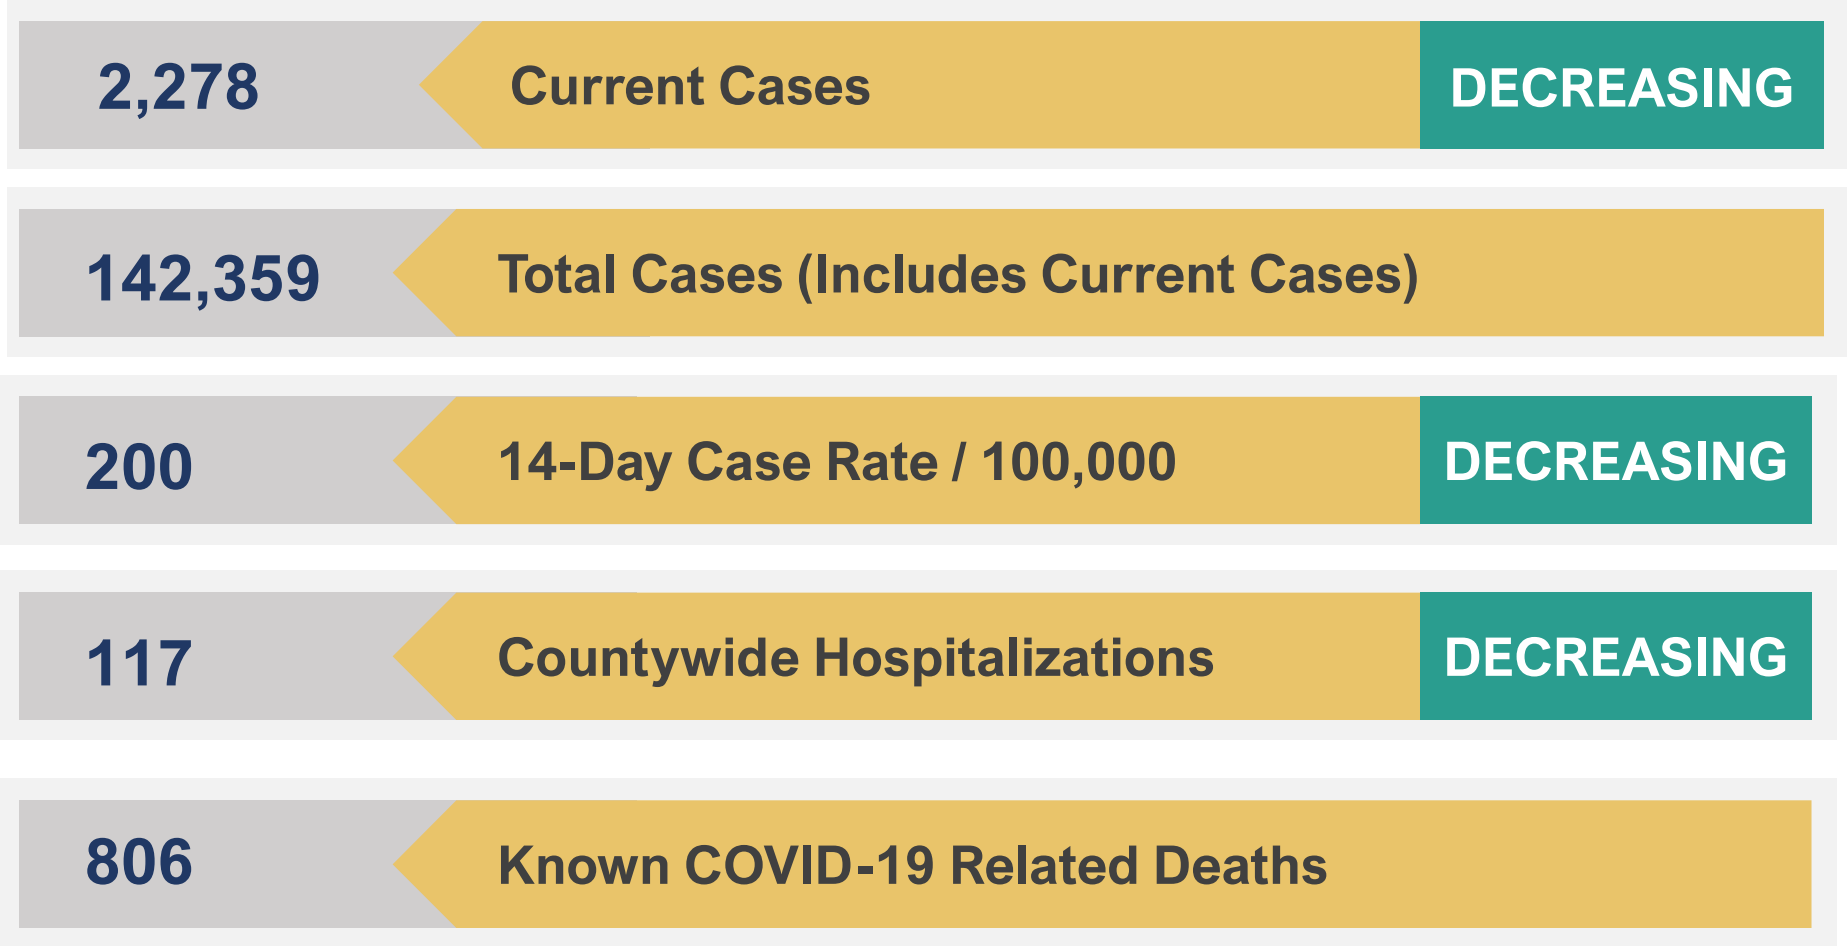 2,278 Current Cases DECREASING
142,359 Total Cases (Includes Current Cases)
200 14-Day Case Rate / 100,000 DECREASING
117 Countywide Hospitalizations DECREASING
806 Known COVID-19 Related Deaths